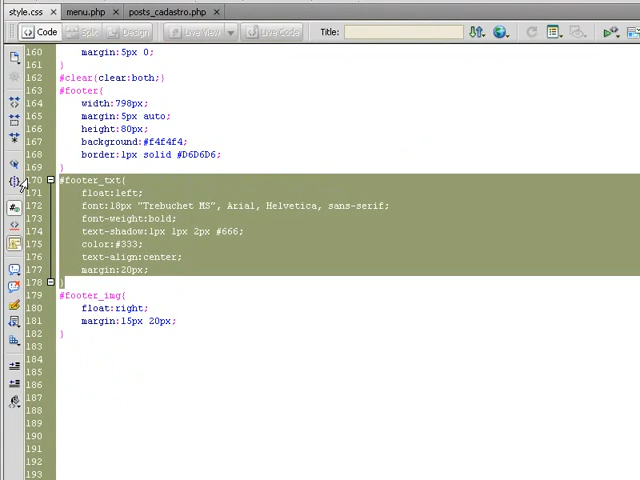 style.css × menu.php × posts_cadastro.php ×
Code Split Design Live View Live Code Title:
160 margin:5px 0;
161 }
162 #clear{clear:both;}
163 #footer{
164 width:798px;
165 margin:5px auto;
166 height:80px;
167 background:#f4f4f4;
168 border:1px solid #D6D6D6;
169 }
170 #footer_txt{
171 float:left;
172 font:18px "Trebuchet MS", Arial, Helvetica, sans-serif;
173 font-weight:bold;
174 text-shadow:1px 1px 2px #666;
175 color:#333;
176 text-align:center;
177 margin:20px;
178 }
179 #footer_img{
180 float:right;
181 margin:15px 20px;
182 }
183
184
185
186
187
188
189
190
191
192
193